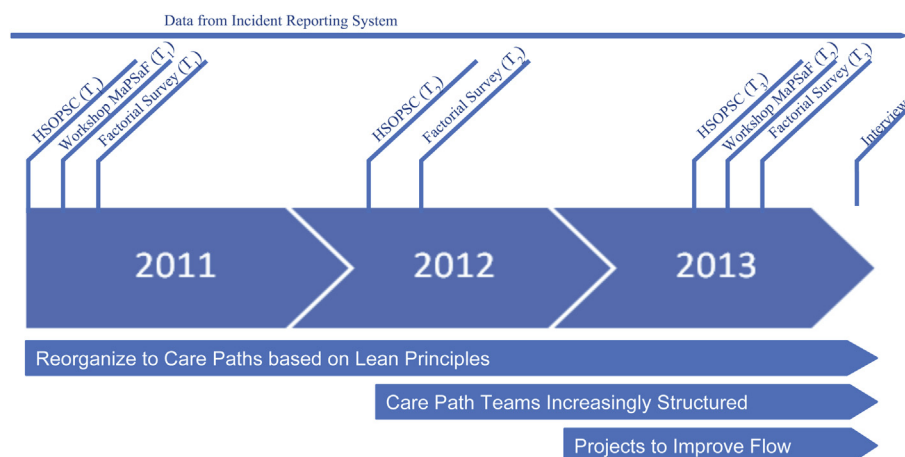 Data from Incident Reporting System
HSOPSC (T₁)
Workshop MaPSaF (T₁)
Factorial Survey (T₁)
HSOPSC (T₂)
Factorial Survey (T₂)
HSOPSC (T₃)
Workshop MaPSaF (T₂)
Factorial Survey (T₃)
Interview
2011
2012
2013
Reorganize to Care Paths based on Lean Principles
Care Path Teams Increasingly Structured
Projects to Improve Flow